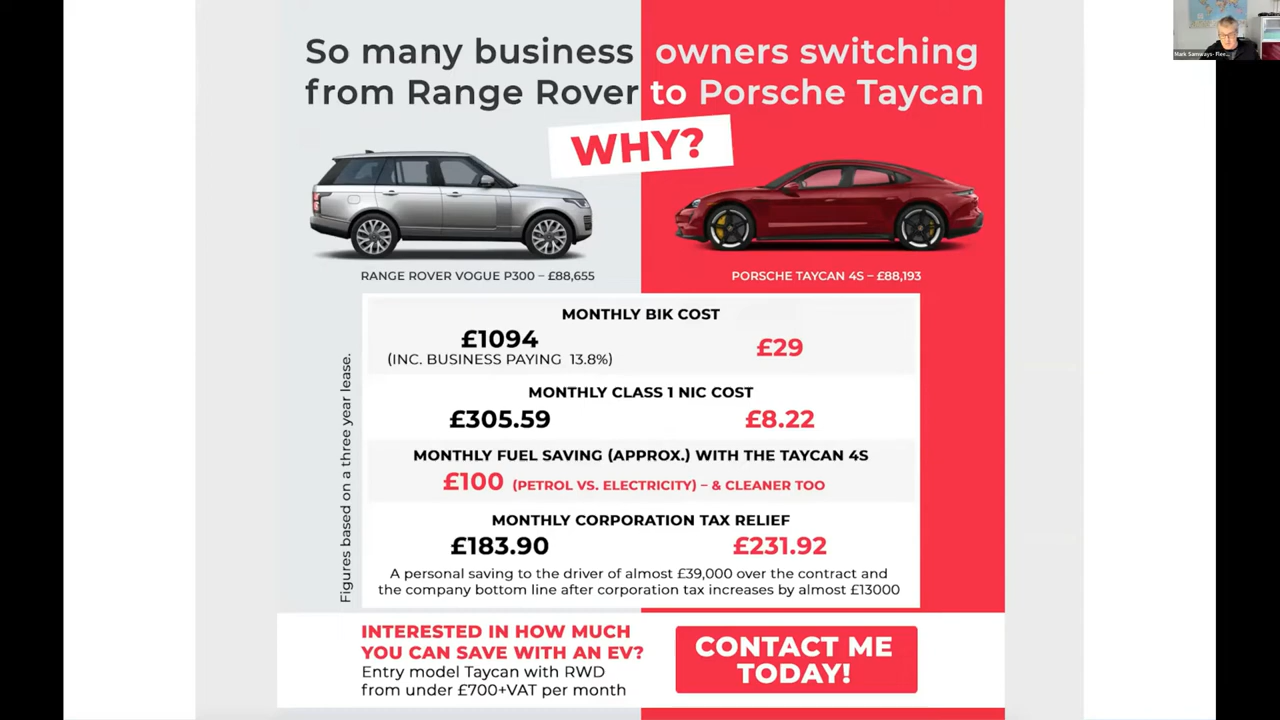 So many business owners switching
from Range Rover to Porsche Taycan
WHY?
RANGE ROVER VOGUE P300 – £88,655
PORSCHE TAYCAN 4S – £88,193
MONTHLY BIK COST
£1094
(INC. BUSINESS PAYING 13.8%)
£29
MONTHLY CLASS 1 NIC COST
£305.59
£8.22
MONTHLY FUEL SAVING (APPROX.) WITH THE TAYCAN 4S
£100 (PETROL VS. ELECTRICITY) – & CLEANER TOO
MONTHLY CORPORATION TAX RELIEF
£183.90
£231.92
A personal saving to the driver of almost £39,000 over the contract and
the company bottom line after corporation tax increases by almost £13000
Figures based on a three year lease.
INTERESTED IN HOW MUCH
YOU CAN SAVE WITH AN EV?
Entry model Taycan with RWD
from under £700+VAT per month
CONTACT ME
TODAY!
Mark Samways- Flee...